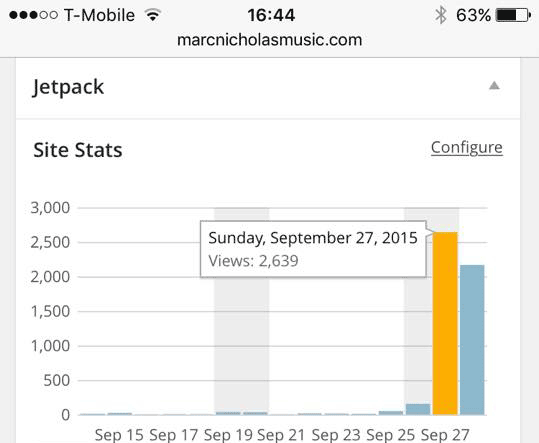 T-Mobile 16:44 63%
marcnicholasmusic.com
Jetpack
Site Stats Configure
3,000
2,500
2,000
1,500
1,000
500
0
Sunday, September 27, 2015
Views: 2,639
Sep 15 Sep 17 Sep 19 Sep 21 Sep 23 Sep 25 Sep 27